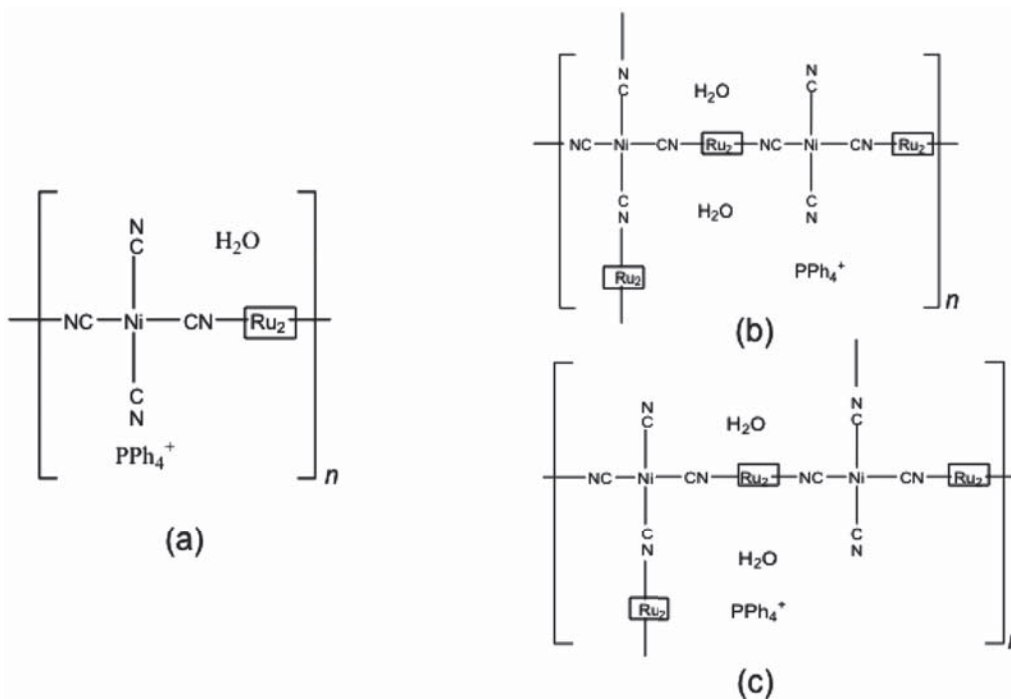 N
C
H₂O
NC Ni CN Ru₂
C
N
PPh₄⁺
n
(a)
N
C
H₂O
N
C
NC Ni CN Ru₂ NC Ni CN Ru₂
C
N
H₂O
C
N
Ru₂
PPh₄⁺
n
(b)
N
C
H₂O
N
C
NC Ni CN Ru₂ NC Ni CN Ru₂
C
N
H₂O
C
N
Ru₂
PPh₄⁺
(c)